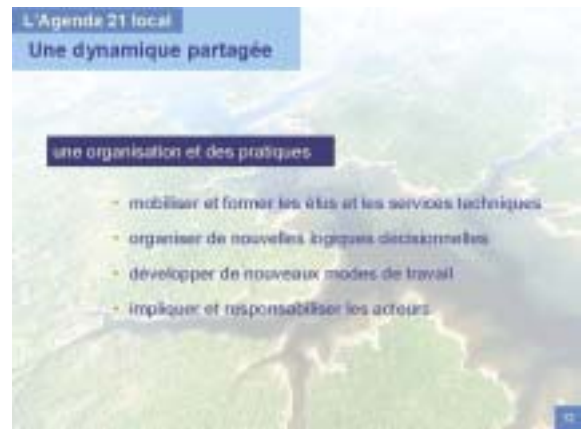 L'Agenda 21 local
Une dynamique partagée
une organisation et des pratiques
- mobiliser et former les élus et les services techniques
- organiser de nouvelles logiques décisionnelles
- développer de nouveaux modes de travail
- impliquer et responsabiliser les acteurs